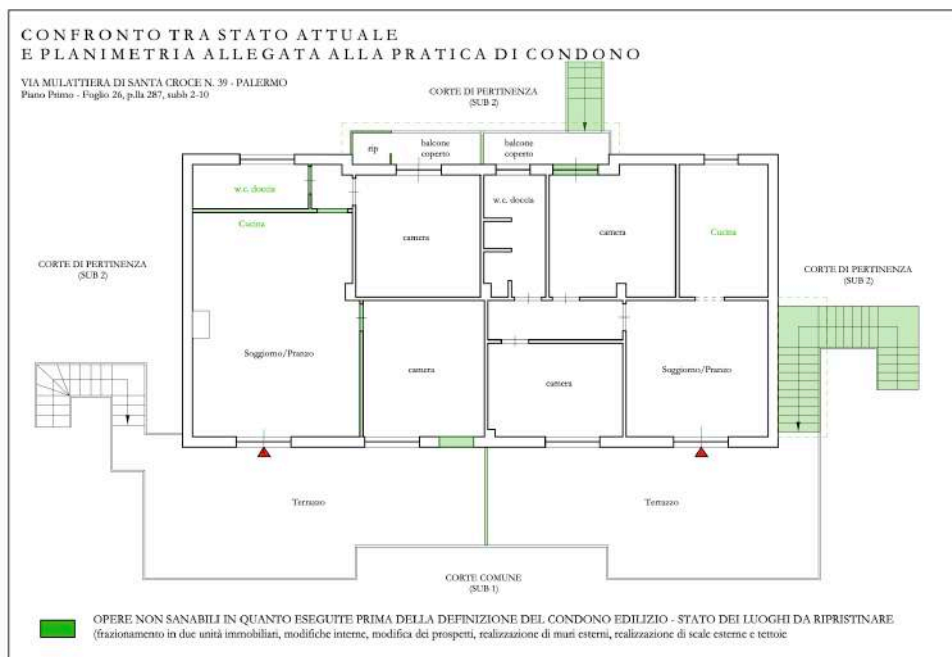 CONFRONTO TRA STATO ATTUALE
E PLANIMETRIA ALLEGATA ALLA PRATICA DI CONDONO
VIA MULATTIERA DI SANTA CROCE N. 39 - PALERMO
Piano Primo - Foglio 26, p.lla 287, subb 2-10
CORTE DI PERTINENZA
(SUB 2)
rip
balcone
coperto
balcone
coperto
w.c. doccia
w.c. doccia
Cucina
camera
camera
Cucina
CORTE DI PERTINENZA
(SUB 2)
CORTE DI PERTINENZA
(SUB 2)
Soggiorno/Pranzo
camera
camera
Soggiorno/Pranzo
Terrazzo
Terrazzo
CORTE COMUNE
(SUB 1)
OPERE NON SANABILI IN QUANTO ESEGUITE PRIMA DELLA DEFINIZIONE DEL CONDONO EDILIZIO - STATO DEI LUOGHI DA RIPRISTINARE
(frazionamento in due unità immobiliari, modifiche interne, modifica dei prospetti, realizzazione di muri esterni, realizzazione di scale esterne e tettoie